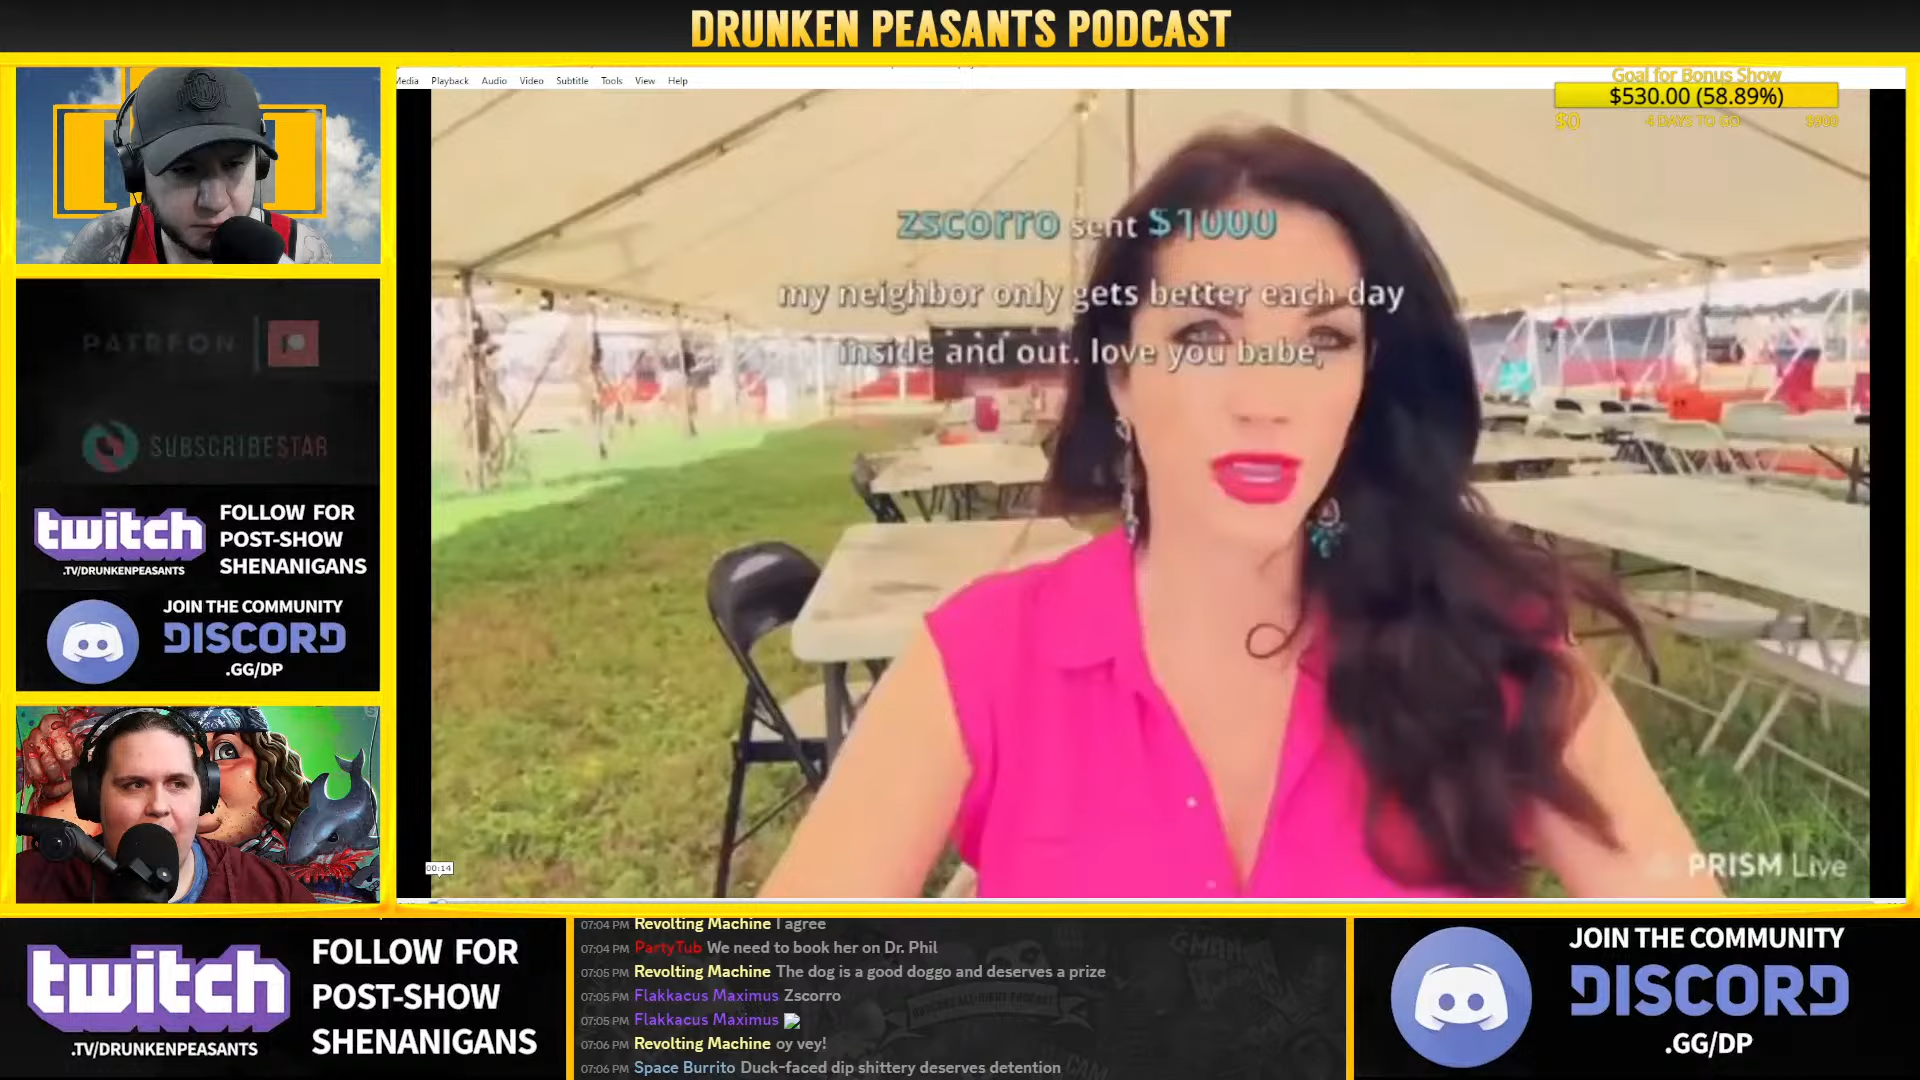 DRUNKEN PEASANTS PODCAST
Media Playback Audio Video Subtitle Tools View Help
Goal for Bonus Show
$530.00 (58.89%)
$0 4 DAYS TO GO $900
zscorro sent $1000
my neighbor only gets better each day
inside and out. love you babe,
PATREON
SUBSCRIBESTAR
twitch
.TV/DRUNKENPEASANTS
FOLLOW FOR
POST-SHOW
SHENANIGANS
JOIN THE COMMUNITY
DISCORD
.GG/DP
00:14
PRISM Live
twitch
.TV/DRUNKENPEASANTS
FOLLOW FOR
POST-SHOW
SHENANIGANS
07:04 PM Revolting Machine I agree
07:04 PM PartyTub We need to book her on Dr. Phil
07:05 PM Revolting Machine The dog is a good doggo and deserves a prize
07:05 PM Flakkacus Maximus Zscorro
07:05 PM Flakkacus Maximus
07:06 PM Revolting Machine oy vey!
07:06 PM Space Burrito Duck-faced dip shittery deserves detention
JOIN THE COMMUNITY
DISCORD
.GG/DP